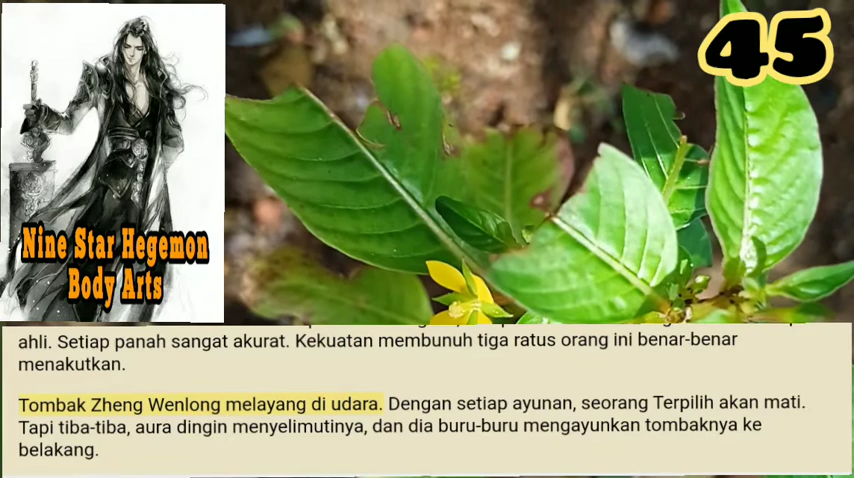 45
Nine Star Hegemon
Body Arts
ahli. Setiap panah sangat akurat. Kekuatan membunuh tiga ratus orang ini benar-benar
menakutkan.
Tombak Zheng Wenlong melayang di udara. Dengan setiap ayunan, seorang Terpilih akan mati.
Tapi tiba-tiba, aura dingin menyelimutinya, dan dia buru-buru mengayunkan tombaknya ke
belakang.